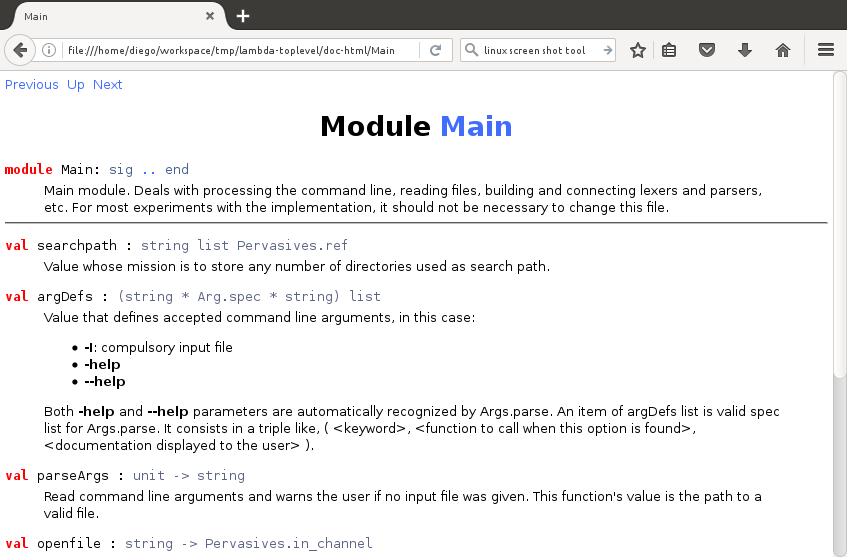 Main
file:///home/diego/workspace/tmp/lambda-toplevel/doc-html/Main
linux screen shot tool
Previous Up Next
Module Main
module Main: sig .. end
Main module. Deals with processing the command line, reading files, building and connecting lexers and parsers,
etc. For most experiments with the implementation, it should not be necessary to change this file.
val searchpath : string list Pervasives.ref
Value whose mission is to store any number of directories used as search path.
val argDefs : (string * Arg.spec * string) list
Value that defines accepted command line arguments, in this case:
• -I: compulsory input file
• -help
• --help
Both -help and --help parameters are automatically recognized by Args.parse. An item of argDefs list is valid spec
list for Args.parse. It consists in a triple like, ( <keyword>, <function to call when this option is found>,
<documentation displayed to the user> ).
val parseArgs : unit -> string
Read command line arguments and warns the user if no input file was given. This function's value is the path to a
valid file.
val openfile : string -> Pervasives.in_channel